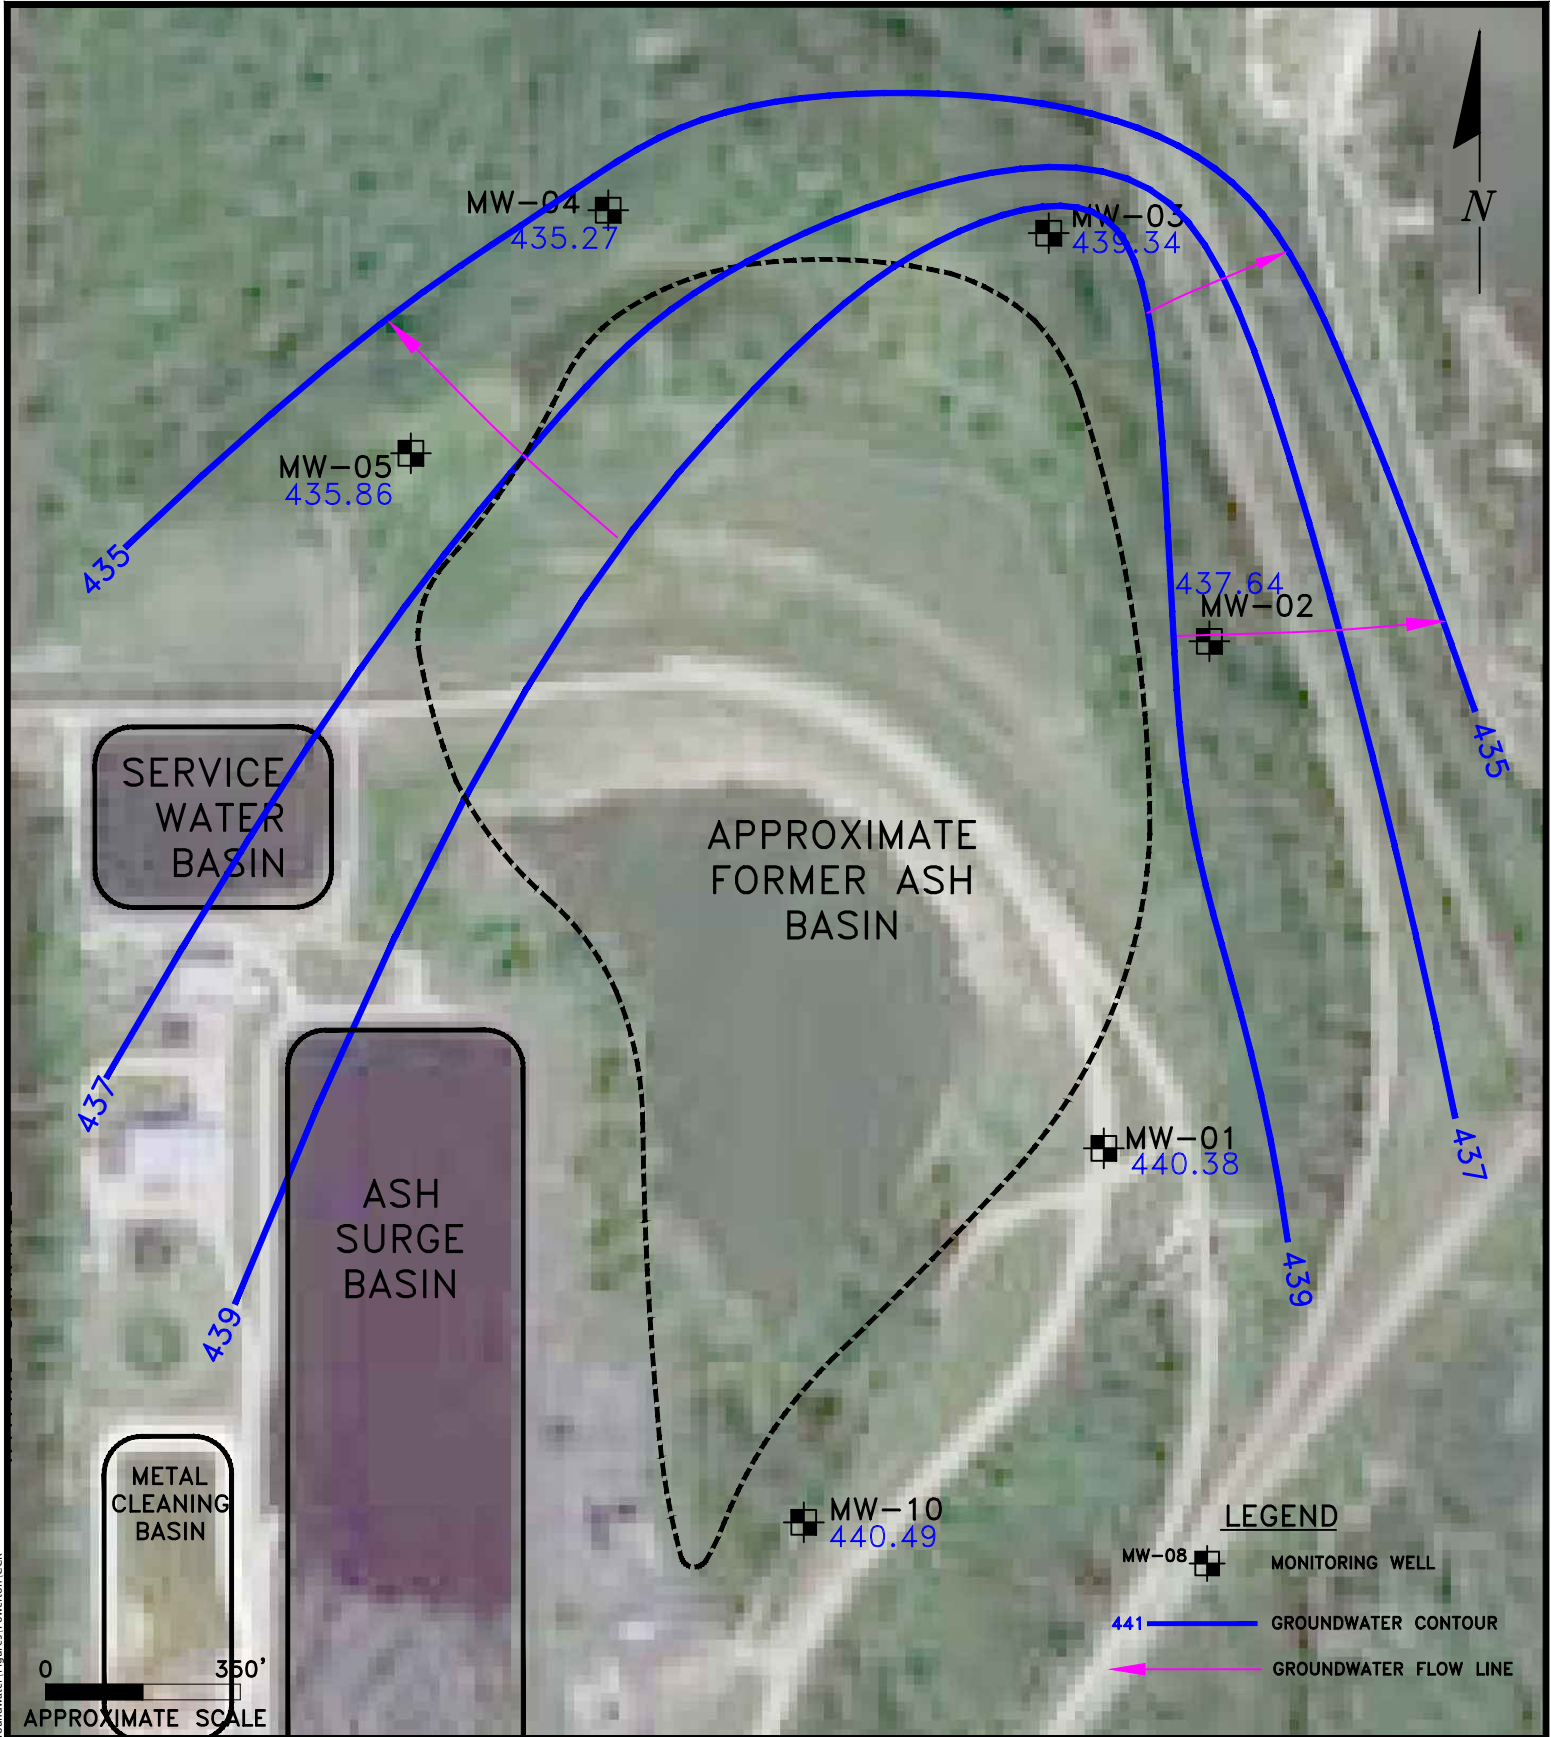 N
MW-04
435.27
MW-03
439.34
MW-05
435.86
435
437.64
MW-02
435
SERVICE
WATER
BASIN
APPROXIMATE
FORMER ASH
BASIN
437
MW-01
440.38
437
ASH
SURGE
BASIN
439
439
METAL
CLEANING
BASIN
MW-10
440.49
LEGEND
MW-08
MONITORING WELL
441
GROUNDWATER CONTOUR
GROUNDWATER FLOW LINE
0 350'
APPROXIMATE SCALE